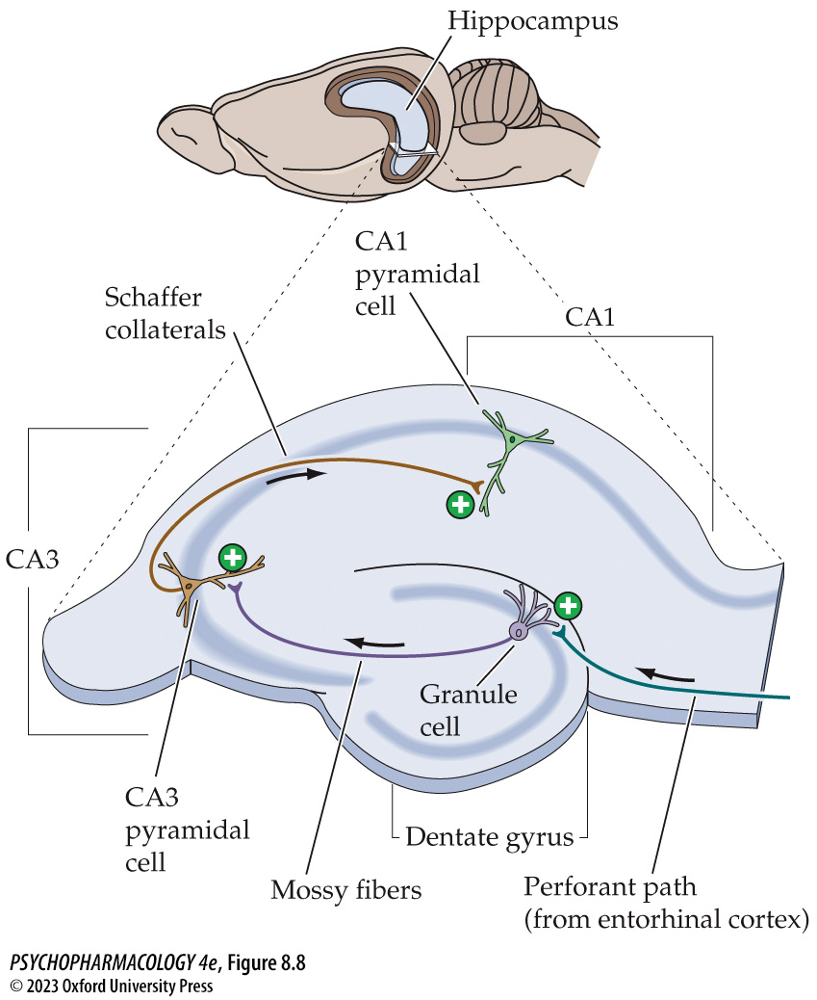 Hippocampus
CA1
pyramidal
cell
Schaffer
collaterals
CA1
CA3
Granule
cell
CA3
pyramidal
cell
Dentate gyrus
Mossy fibers
Perforant path
(from entorhinal cortex)
PSYCHOPHARMACOLOGY 4e, Figure 8.8
© 2023 Oxford University Press